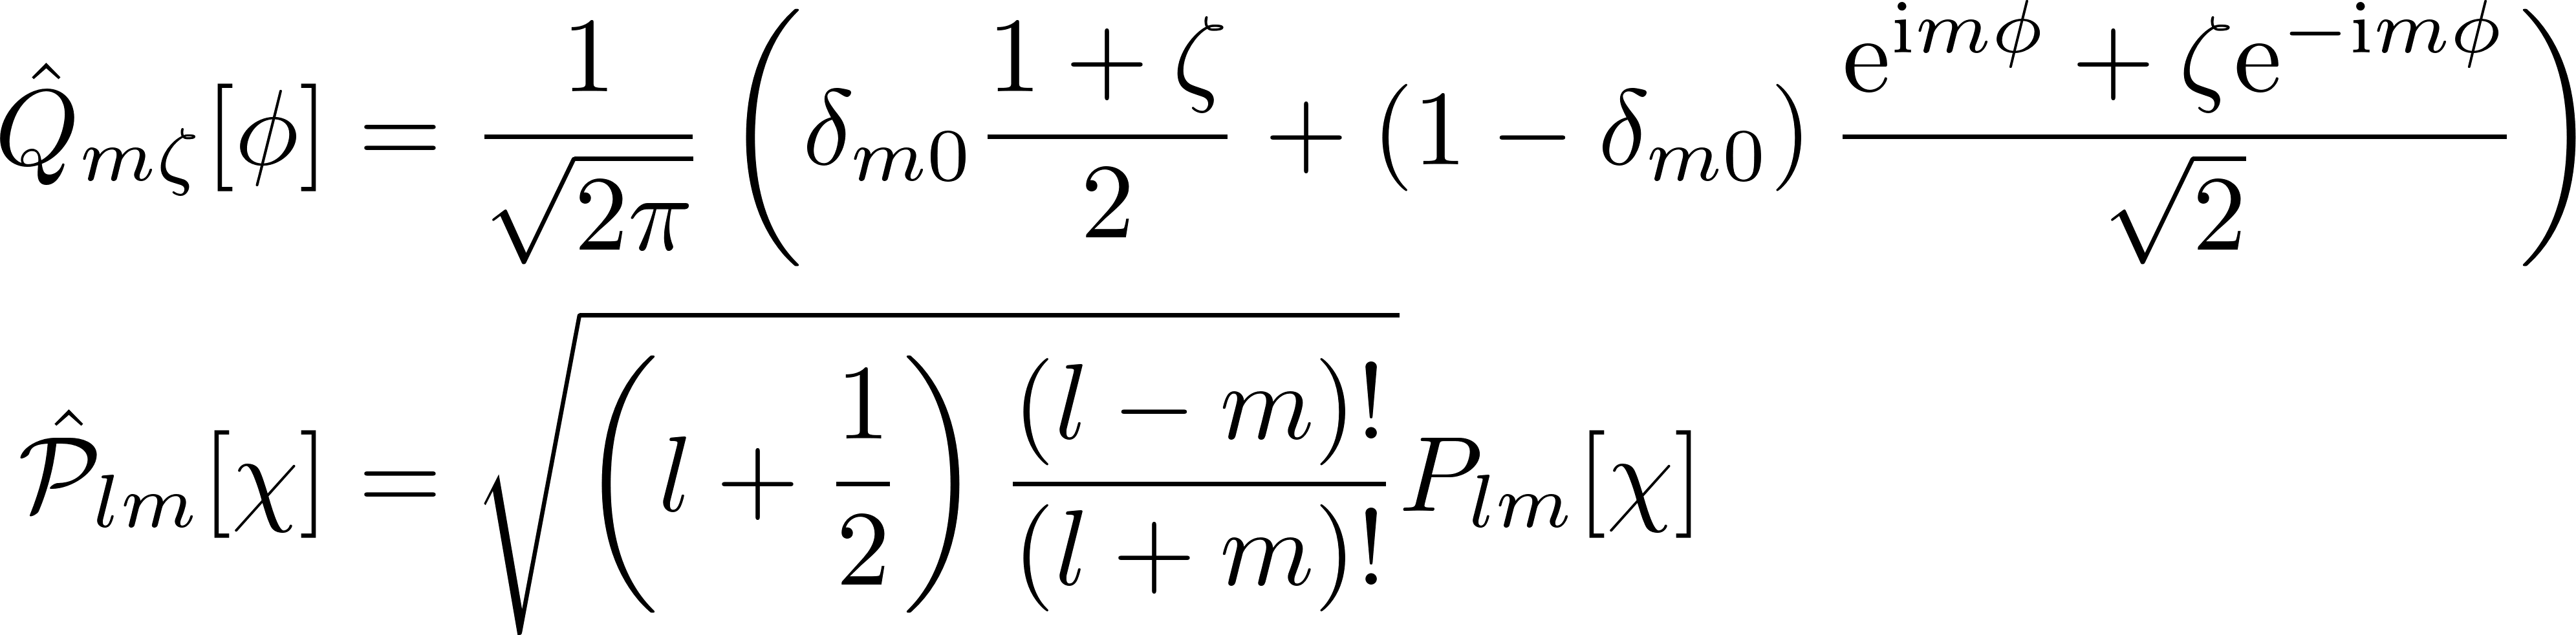 \hat{Q}_{m\zeta}[\phi] = \frac{1}{\sqrt{2\pi}} \left( \delta_{m0} \frac{1+\zeta}{2} + (1-\delta_{m0}) \frac{\mathrm{e}^{\mathrm{i}m\phi} + \zeta \mathrm{e}^{-\mathrm{i}m\phi}}{\sqrt{2}} \right)
\hat{\mathcal{P}}_{lm}[\chi] = \sqrt{\left( l + \frac{1}{2} \right) \frac{(l-m)!}{(l+m)!}} P_{lm}[\chi]